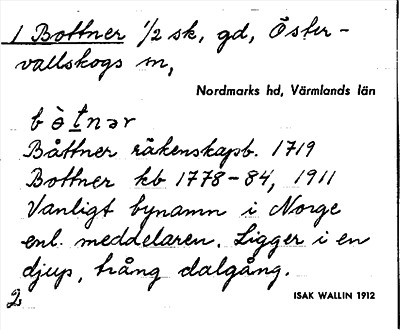 1 Bottner 1/2 sk, gd, Öster-
vallskogs sn,
Nordmarks hd, Värmlands län
b ò̀ t n ər
Båttner räkenskapsb. 1719
Bottner kb 1778-84, 1911
Vanligt bynamn i Norge
enl. meddelaren. Ligger i en
djup, trång dalgång.
2
ISAK WALLIN 1912